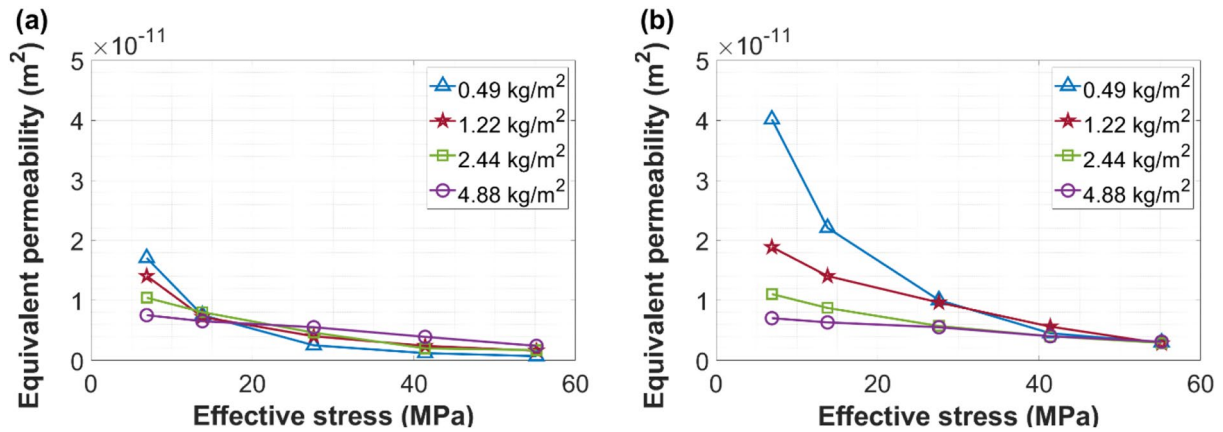 (a)
×10⁻¹¹
Equivalent permeability (m²)
5
4
3
2
1
0
0.49 kg/m²
1.22 kg/m²
2.44 kg/m²
4.88 kg/m²
0 20 40 60
Effective stress (MPa)
(b)
×10⁻¹¹
Equivalent permeability (m²)
5
4
3
2
1
0
0.49 kg/m²
1.22 kg/m²
2.44 kg/m²
4.88 kg/m²
0 20 40 60
Effective stress (MPa)